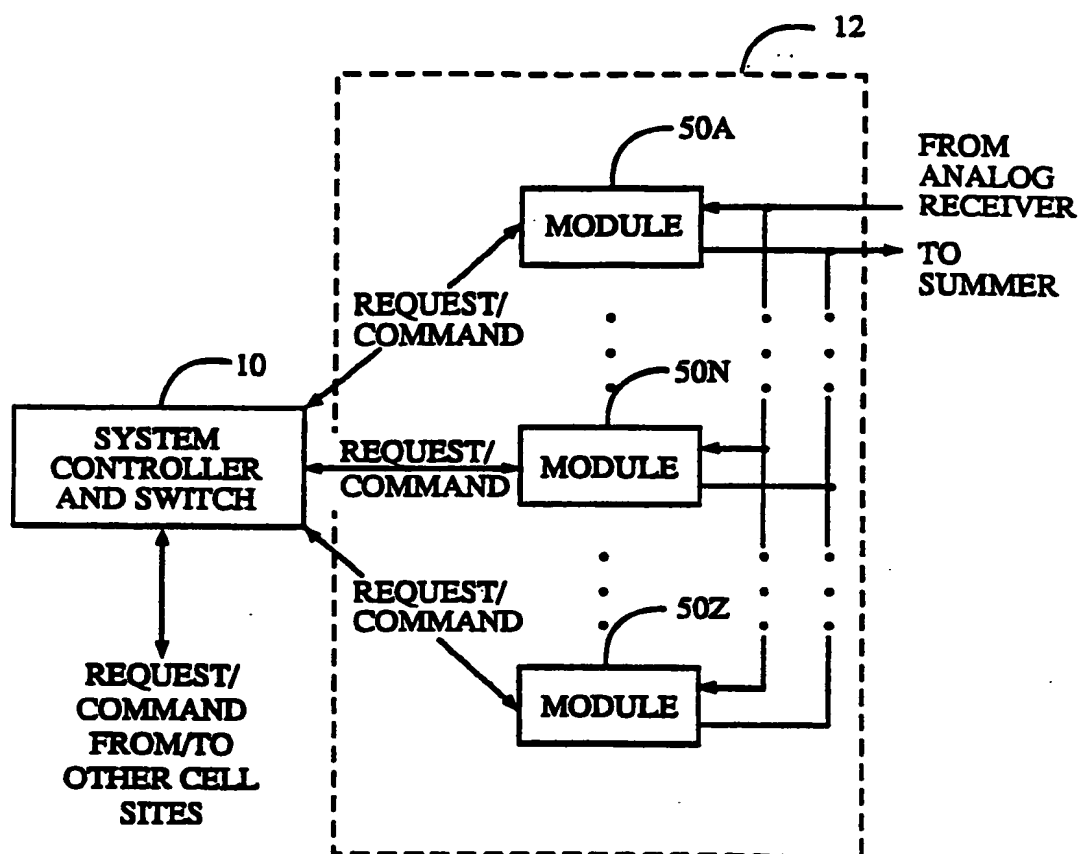 12
50A
FROM
ANALOG
RECEIVER
MODULE
TO
SUMMER
REQUEST/
COMMAND
10
50N
SYSTEM
CONTROLLER
AND SWITCH
REQUEST/
COMMAND
MODULE
REQUEST/
COMMAND
50Z
MODULE
REQUEST/
COMMAND
FROM/TO
OTHER CELL
SITES